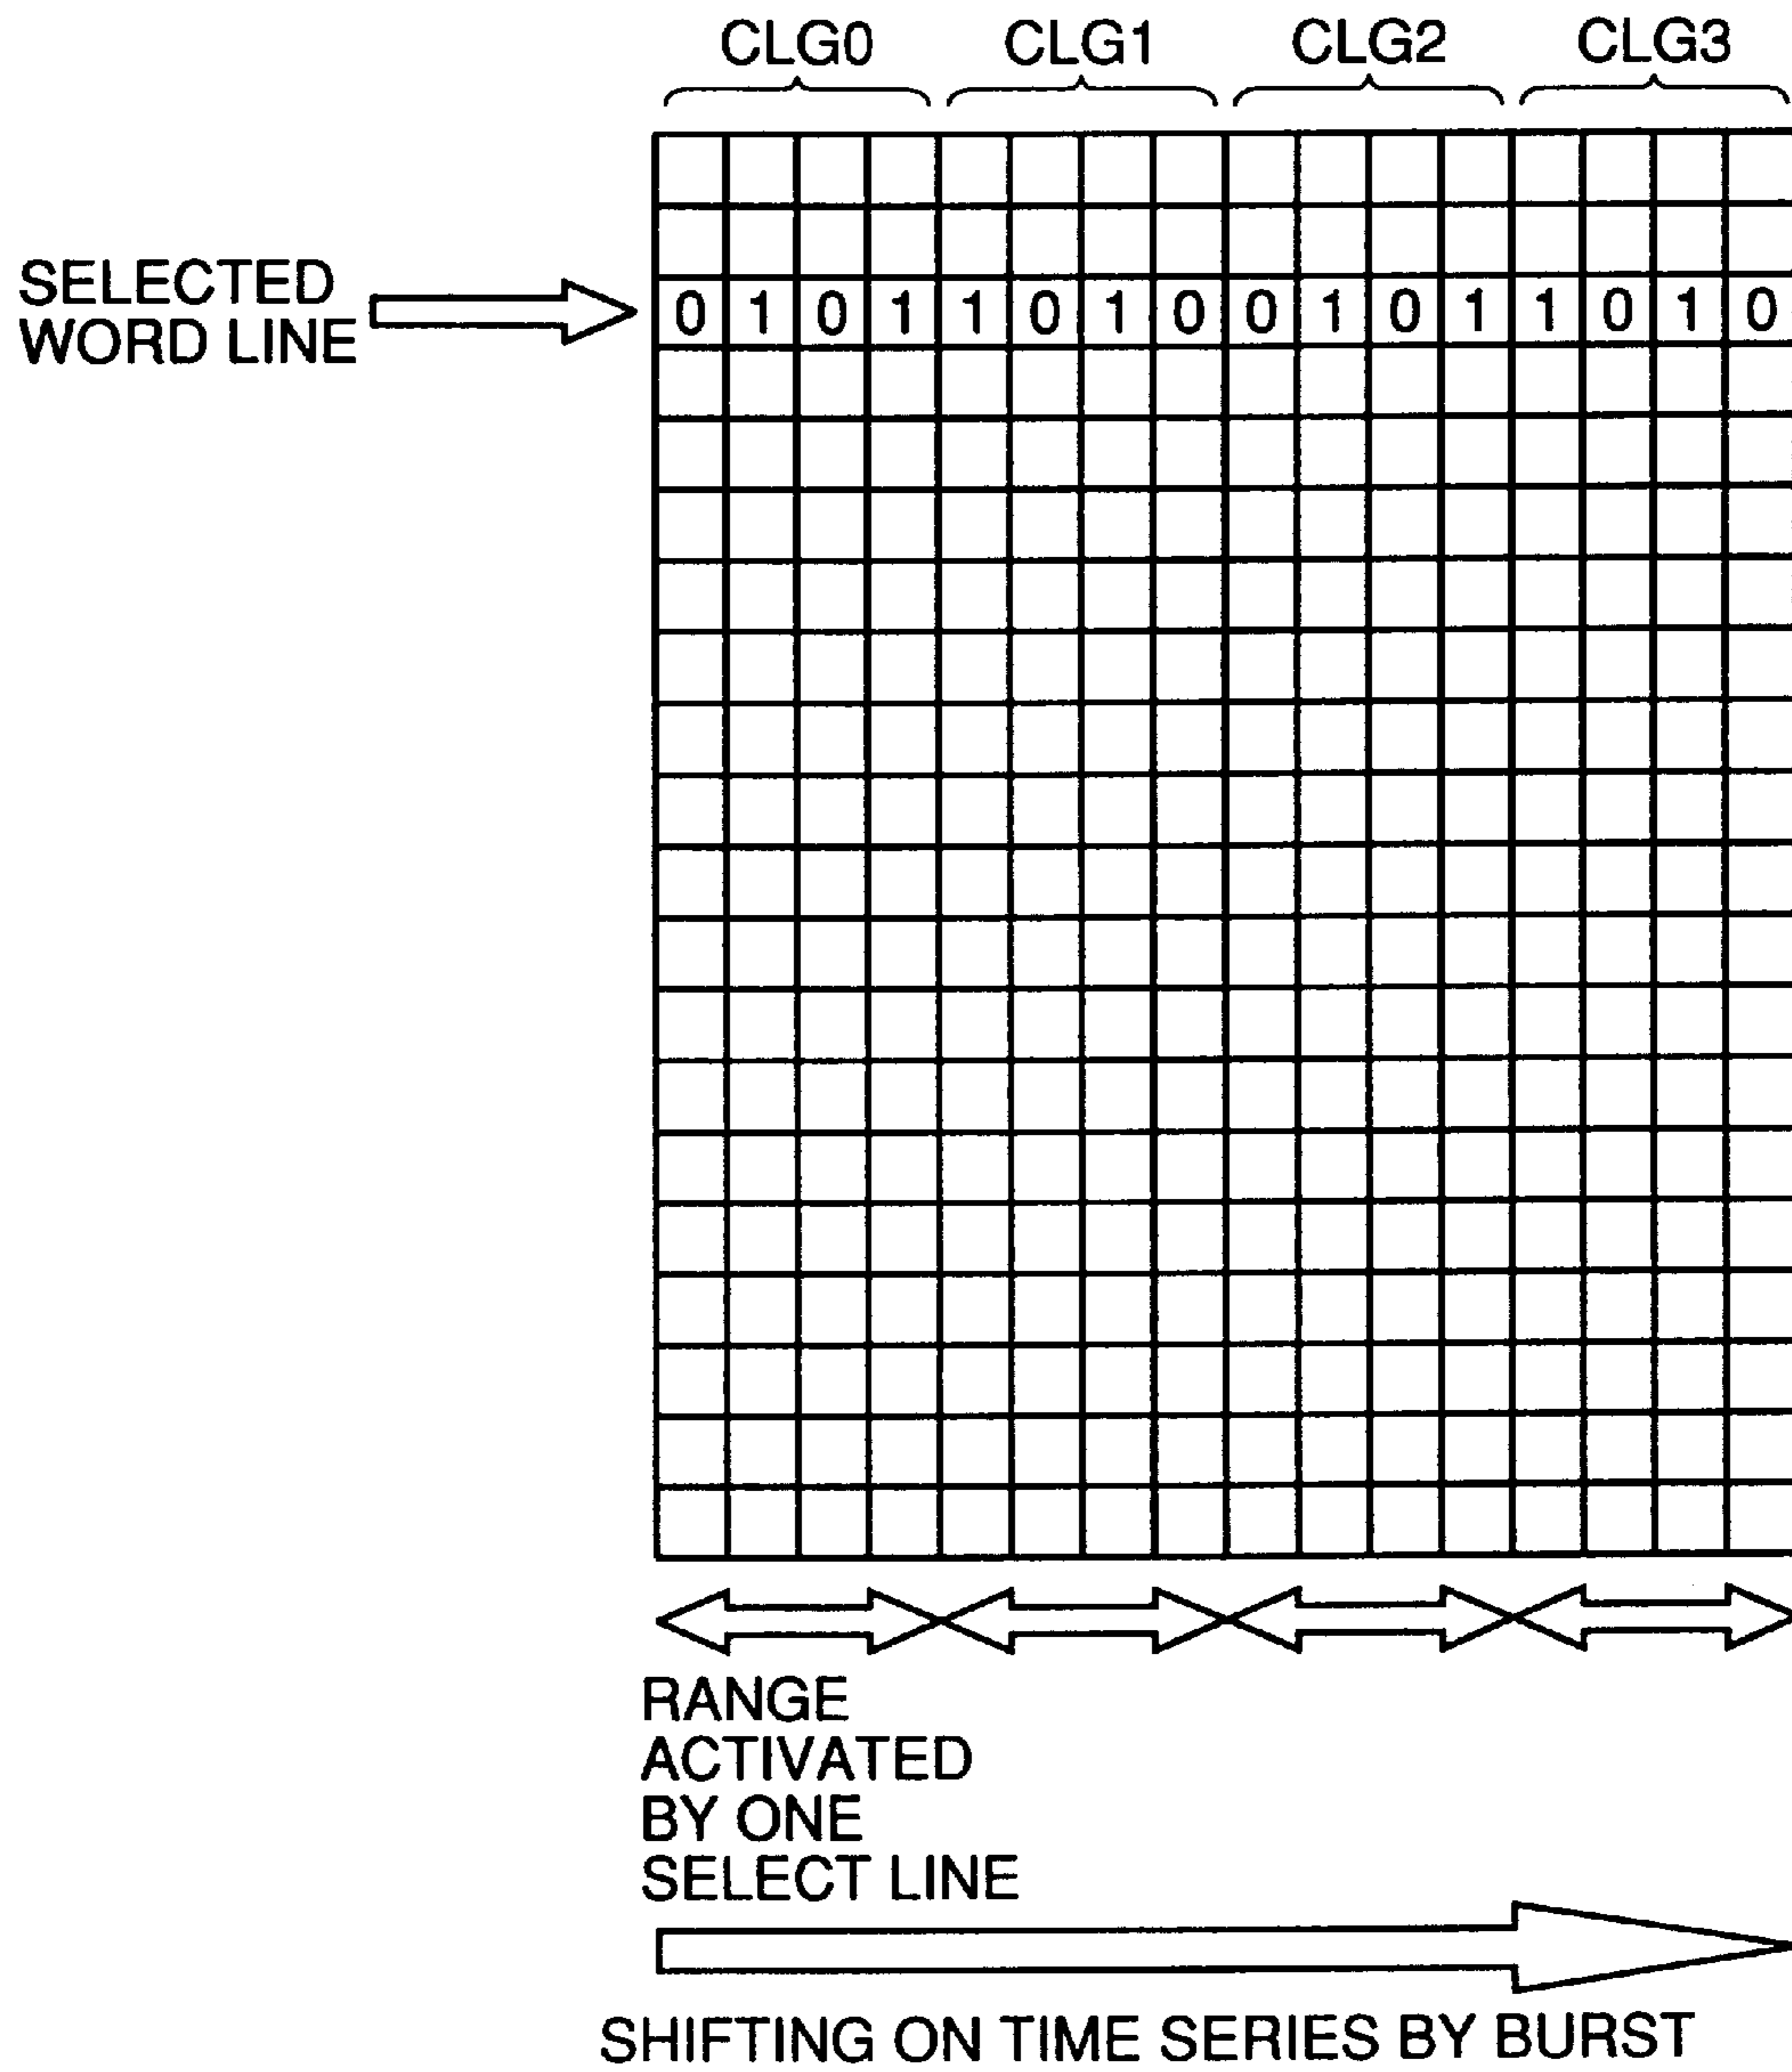 CLG0 CLG1 CLG2 CLG3
SELECTED
WORD LINE
0 1 0 1 1 0 1 0 0 1 0 1 1 0 1 0
RANGE
ACTIVATED
BY ONE
SELECT LINE
SHIFTING ON TIME SERIES BY BURST